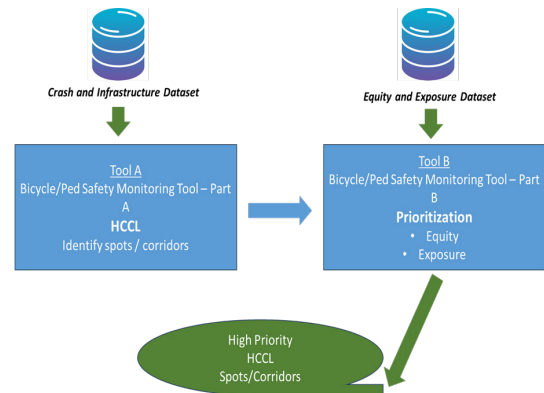 Crash and Infrastructure Dataset
Equity and Exposure Dataset
Tool A
Bicycle/Ped Safety Monitoring Tool – Part
A
HCCL
Identify spots / corridors
Tool B
Bicycle/Ped Safety Monitoring Tool – Part
B
Prioritization
• Equity
• Exposure
High Priority
HCCL
Spots/Corridors